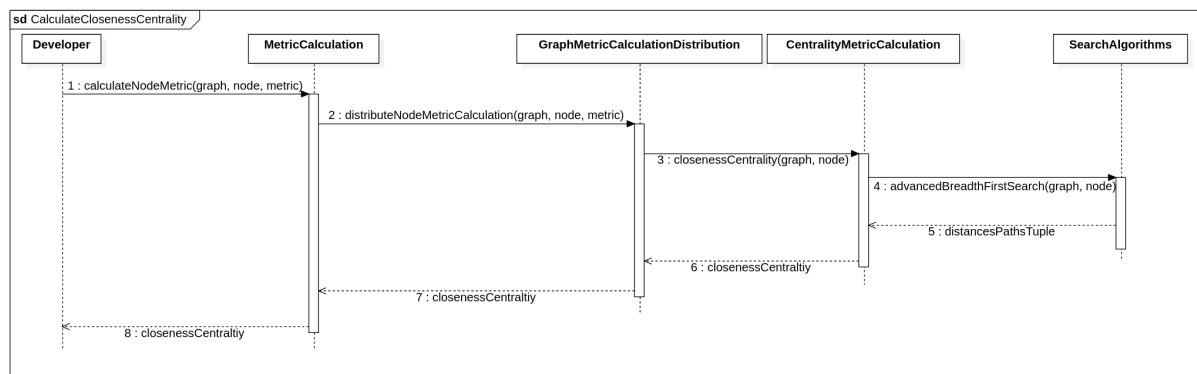 sd CalculateClosenessCentrality
Developer
MetricCalculation
GraphMetricCalculationDistribution
CentralityMetricCalculation
SearchAlgorithms
1 : calculateNodeMetric(graph, node, metric)
2 : distributeNodeMetricCalculation(graph, node, metric)
3 : closenessCentrality(graph, node)
4 : advancedBreadthFirstSearch(graph, node)
5 : distancesPathsTuple
6 : closenessCentraltiy
7 : closenessCentraltiy
8 : closenessCentraltiy